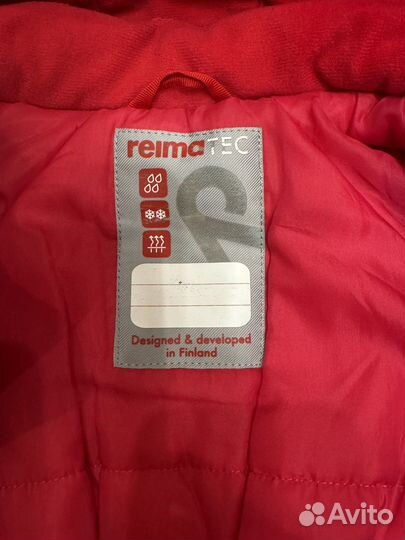 reimaTEC
Designed & developed
in Finland
Avito